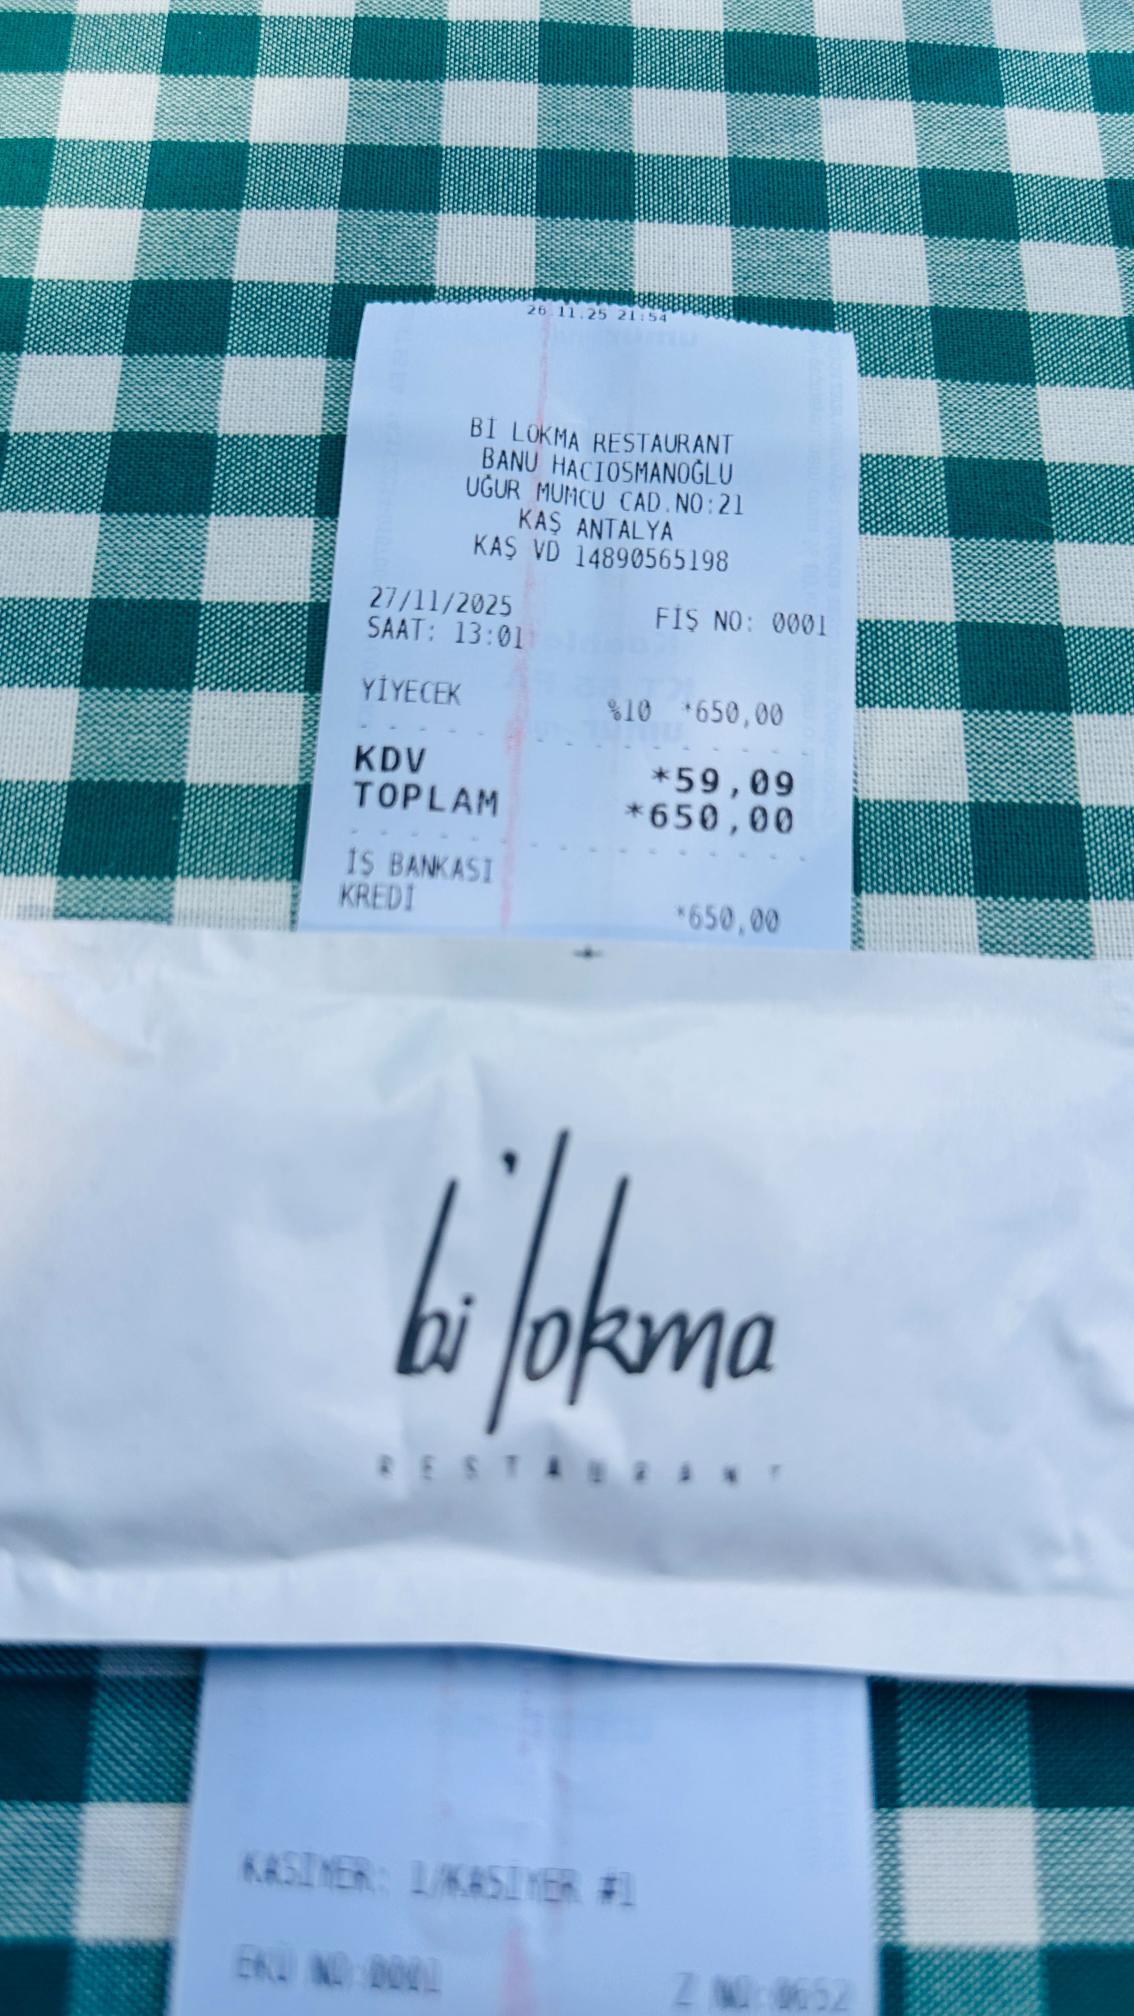 26.11.25 21:54
Bİ LOKMA RESTAURANT
BANU HACIOSMANOĞLU
UĞUR MUMCU CAD.NO:21
KAŞ ANTALYA
KAŞ VD 14890565198
27/11/2025 FİŞ NO: 0001
SAAT: 13:01
YİYECEK %10 *650,00
KDV *59,09
TOPLAM *650,00
İŞ BANKASI
KREDİ *650,00
bi lokma
RESTAURANT
KASİYER: 1/KASİYER #1
EKÜ NO:0001 Z NO:0652